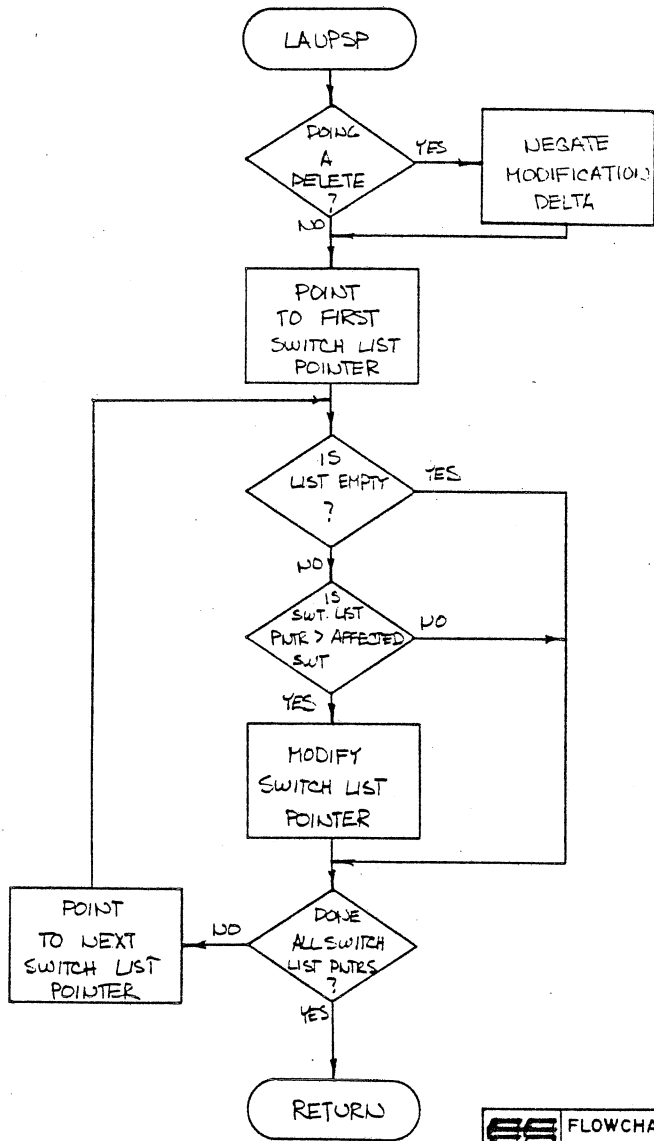 LAUPSP
DOING
A
DELETE
?
YES
NEGATE
MODIFICATION
DELTA
NO
POINT
TO FIRST
SWITCH LIST
POINTER
IS
LIST EMPTY
?
YES
NO
IS
SWT. LIST
PNTR > AFFECTED
SWT
NO
YES
MODIFY
SWITCH LIST
POINTER
DONE
ALL SWITCH
LIST PNTRS
?
NO
POINT
TO NEXT
SWITCH LIST
POINTER
YES
RETURN